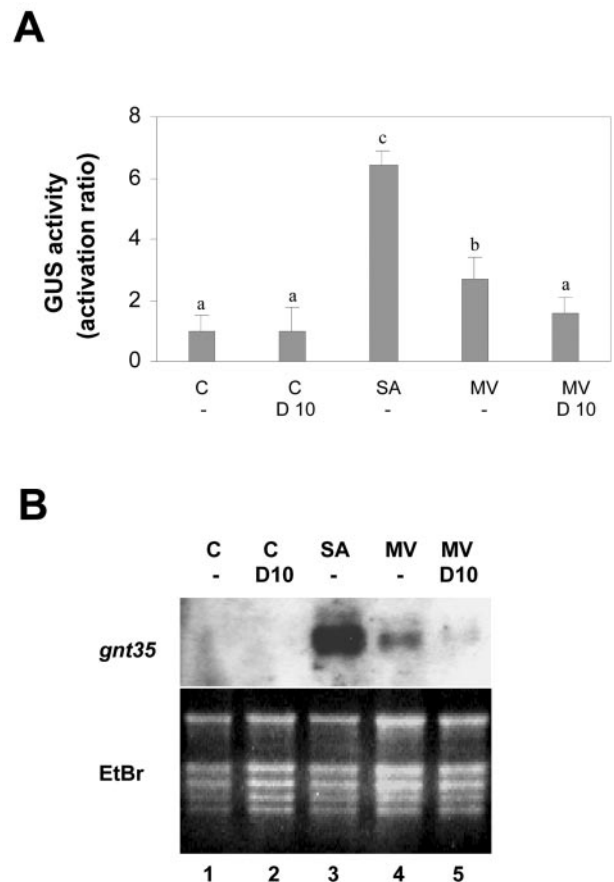 A
GUS activity
(activation ratio)
8
6
4
2
0
a
a
c
b
a
C
C
SA
MV
MV
-
D 10
-
-
D 10
B
C
C
SA
MV
MV
-
D10
-
-
D10
gnt35
EtBr
1
2
3
4
5